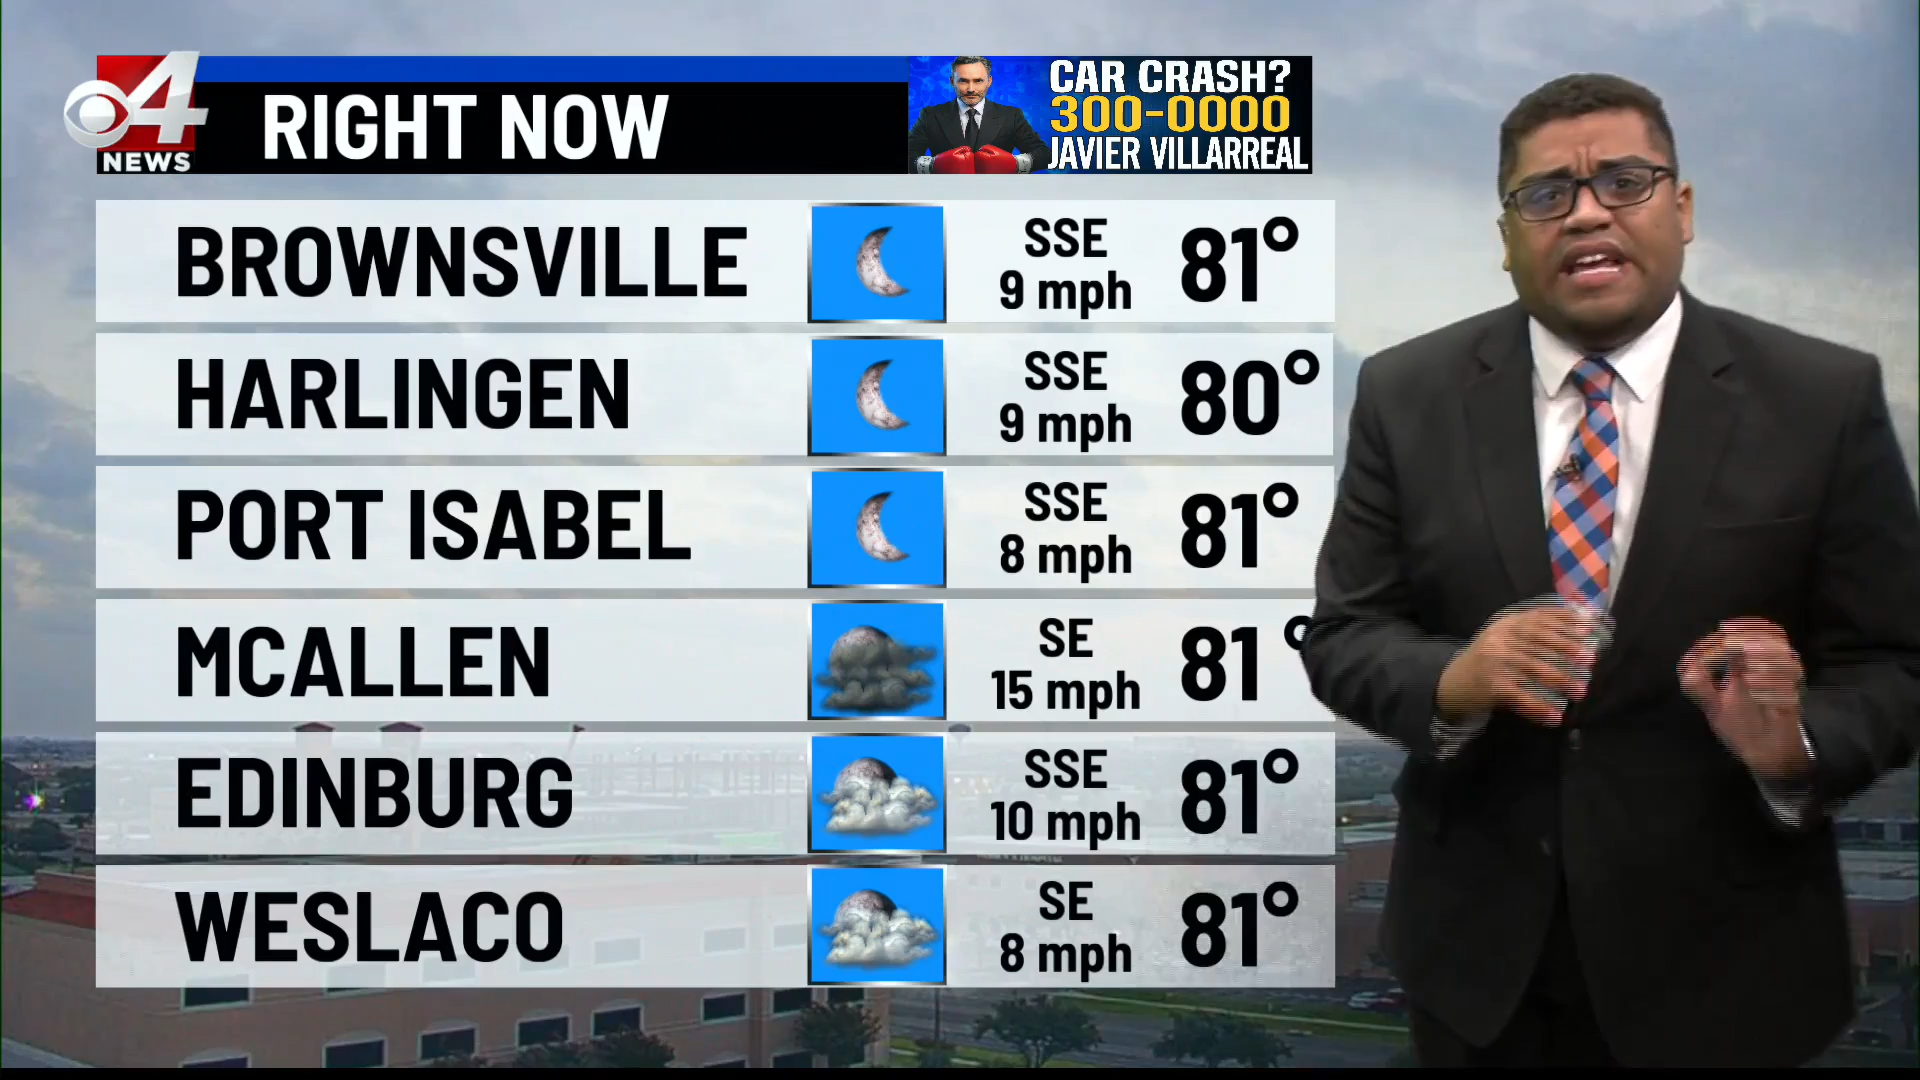 4
NEWS
RIGHT NOW
CAR CRASH?
300-0000
JAVIER VILLARREAL
BROWNSVILLE
SSE
9 mph
81°
HARLINGEN
SSE
9 mph
80°
PORT ISABEL
SSE
8 mph
81°
MCALLEN
SE
15 mph
81°
EDINBURG
SSE
10 mph
81°
WESLACO
SE
8 mph
81°